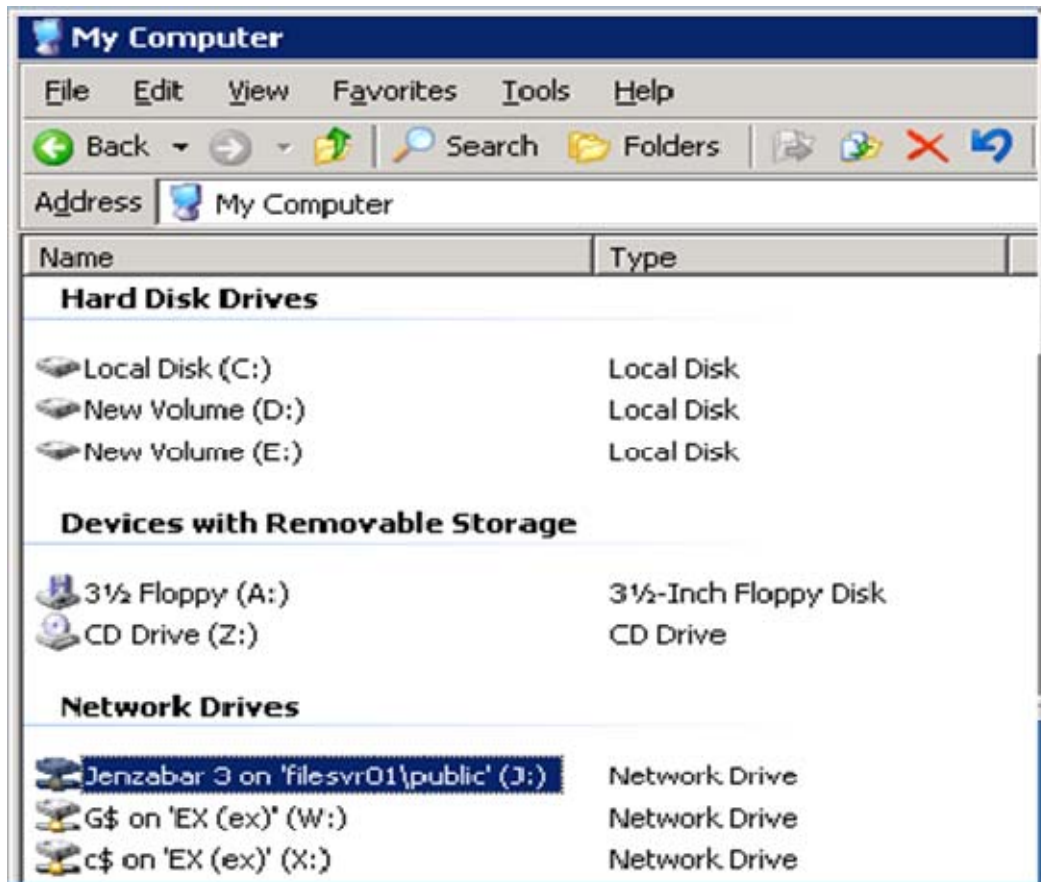 My Computer
File Edit View Favorites Tools Help
Back Search Folders
Address My Computer
Name Type
Hard Disk Drives
Local Disk (C:) Local Disk
New Volume (D:) Local Disk
New Volume (E:) Local Disk
Devices with Removable Storage
3½ Floppy (A:) 3½-Inch Floppy Disk
CD Drive (Z:) CD Drive
Network Drives
Jenzabar 3 on 'filesvr01\public' (J:) Network Drive
G$ on 'EX (ex)' (W:) Network Drive
c$ on 'EX (ex)' (X:) Network Drive